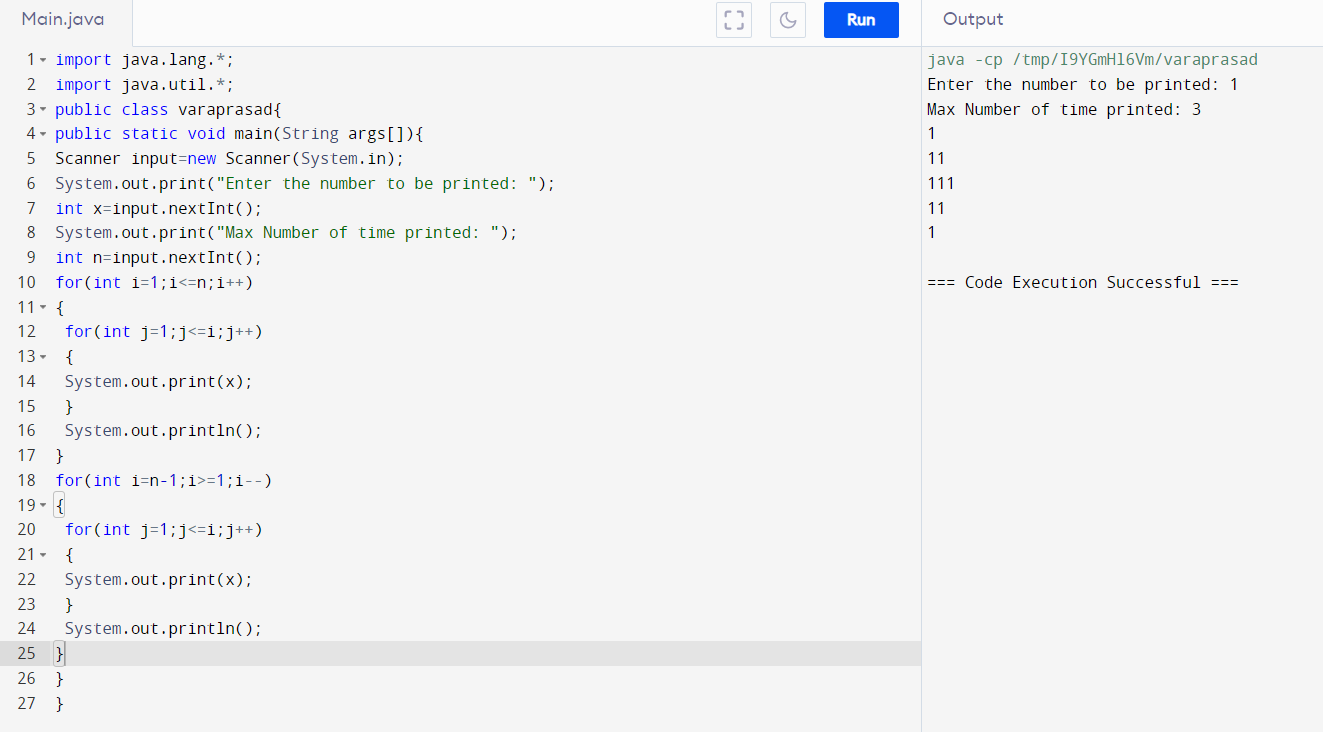 Main.java
Run
Output
1 import java.lang.*;
2 import java.util.*;
3 public class varaprasad{
4 public static void main(String args[]){
5 Scanner input=new Scanner(System.in);
6 System.out.print("Enter the number to be printed: ");
7 int x=input.nextInt();
8 System.out.print("Max Number of time printed: ");
9 int n=input.nextInt();
10 for(int i=1;i<=n;i++)
11 {
12  for(int j=1;j<=i;j++)
13  {
14  System.out.print(x);
15  }
16  System.out.println();
17 }
18 for(int i=n-1;i>=1;i--)
19 {
20  for(int j=1;j<=i;j++)
21  {
22  System.out.print(x);
23  }
24  System.out.println();
25 }
26 }
27 }
java -cp /tmp/I9YGmHl6Vm/varaprasad
Enter the number to be printed: 1
Max Number of time printed: 3
1
11
111
11
1
=== Code Execution Successful ===